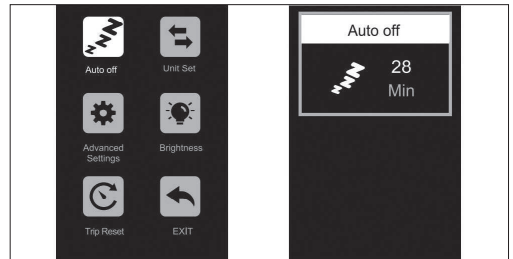 Auto off
Unit Set
Advanced
Settings
Brightness
Trip Reset
EXIT
Auto off
28
Min